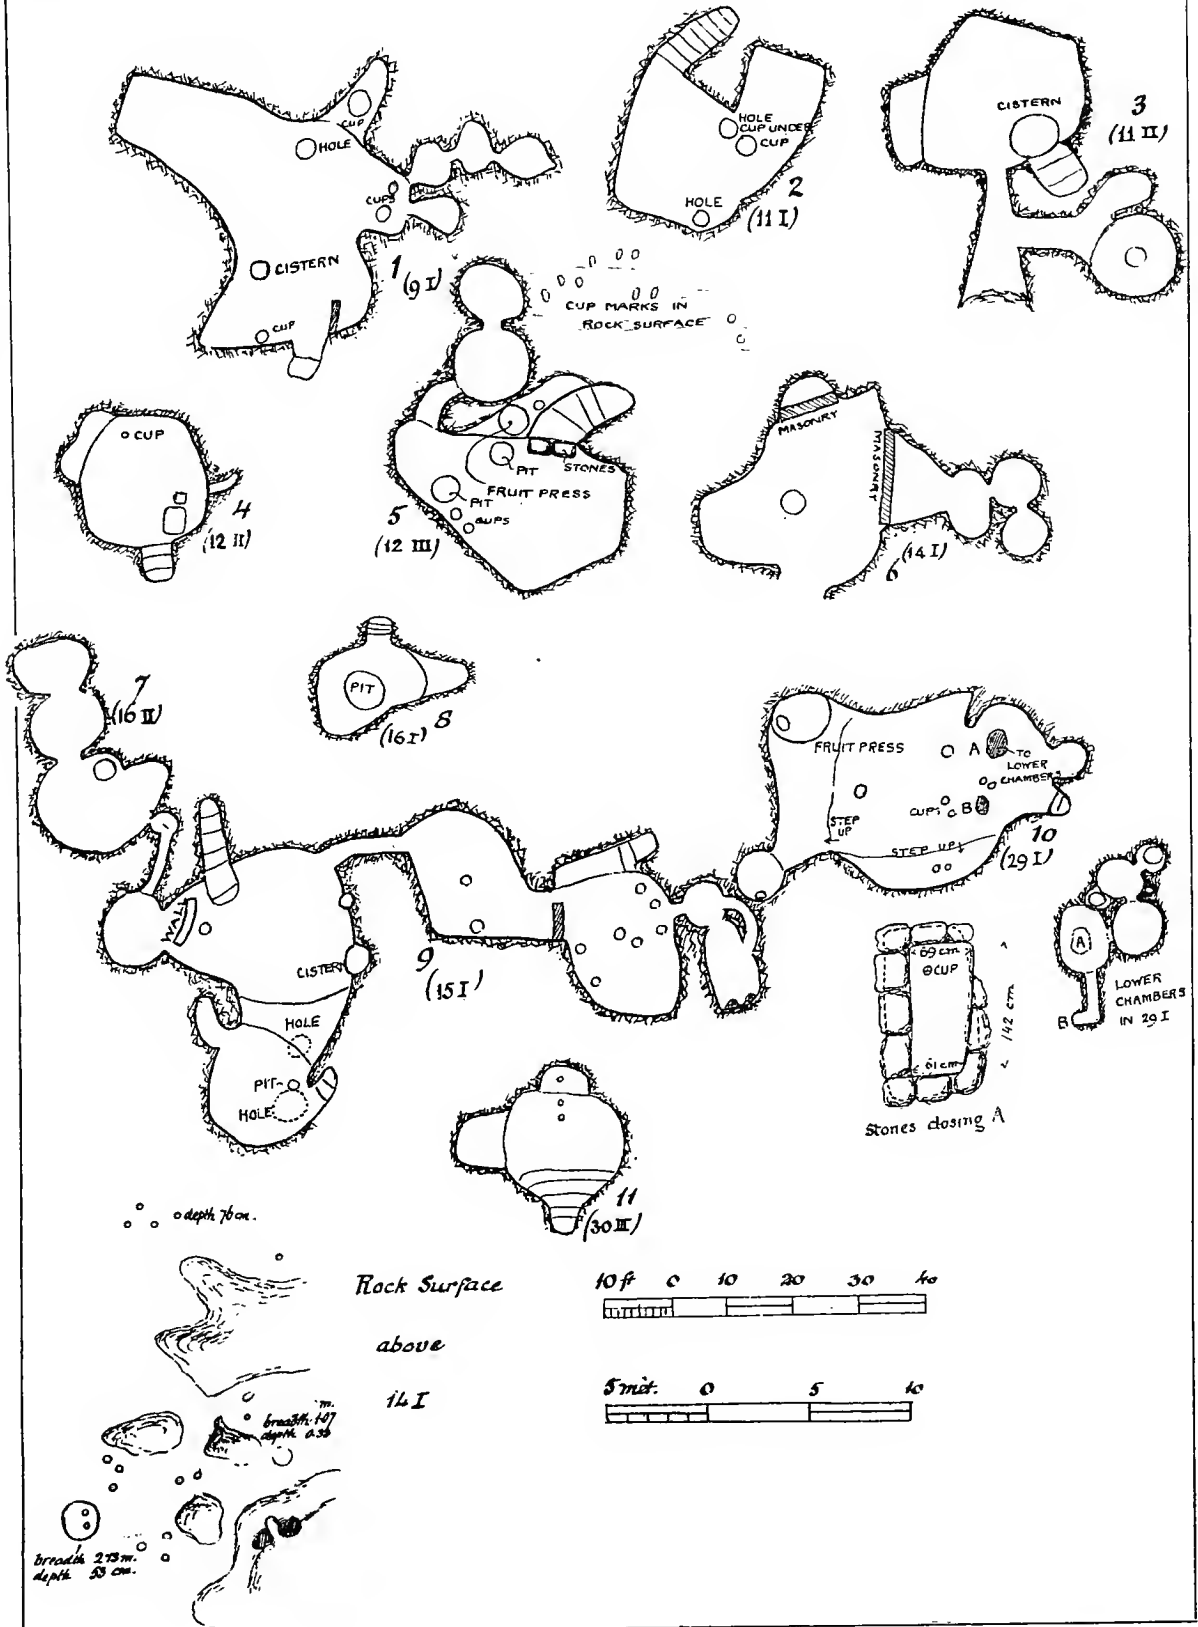 CUP
HOLE
CUPS
CISTERN
CUP
1
(9 I)
HOLE
CUP UNDER
CUP
HOLE
2
(11 I)
CISTERN
3
(11 II)
CUP MARKS IN
ROCK SURFACE
CUP
4
(12 II)
PIT
STONES
FRUIT PRESS
PIT
CUPS
5
(12 III)
MASONRY
MASONRY
6
(14 I)
7
(16 II)
PIT
8
(16 I)
FRUIT PRESS
A
TO
LOWER
CHAMBERS
CUPS
B
STEP
UP
STEP UP
10
(29 I)
WALL
CISTERN
9
(15 I)
HOLE
PIT
HOLE
69 cm
CUP
142 cm
61 cm
Stones closing A
A
B
LOWER
CHAMBERS
IN 29 I
11
(30 III)
depth 76 cm.
Rock Surface
above
14 I
10 ft 0 10 20 30 40
5 met. 0 5 10
m.
breadth 1·07
depth 0.33
breadth 2 73 m.
depth 53 cm.